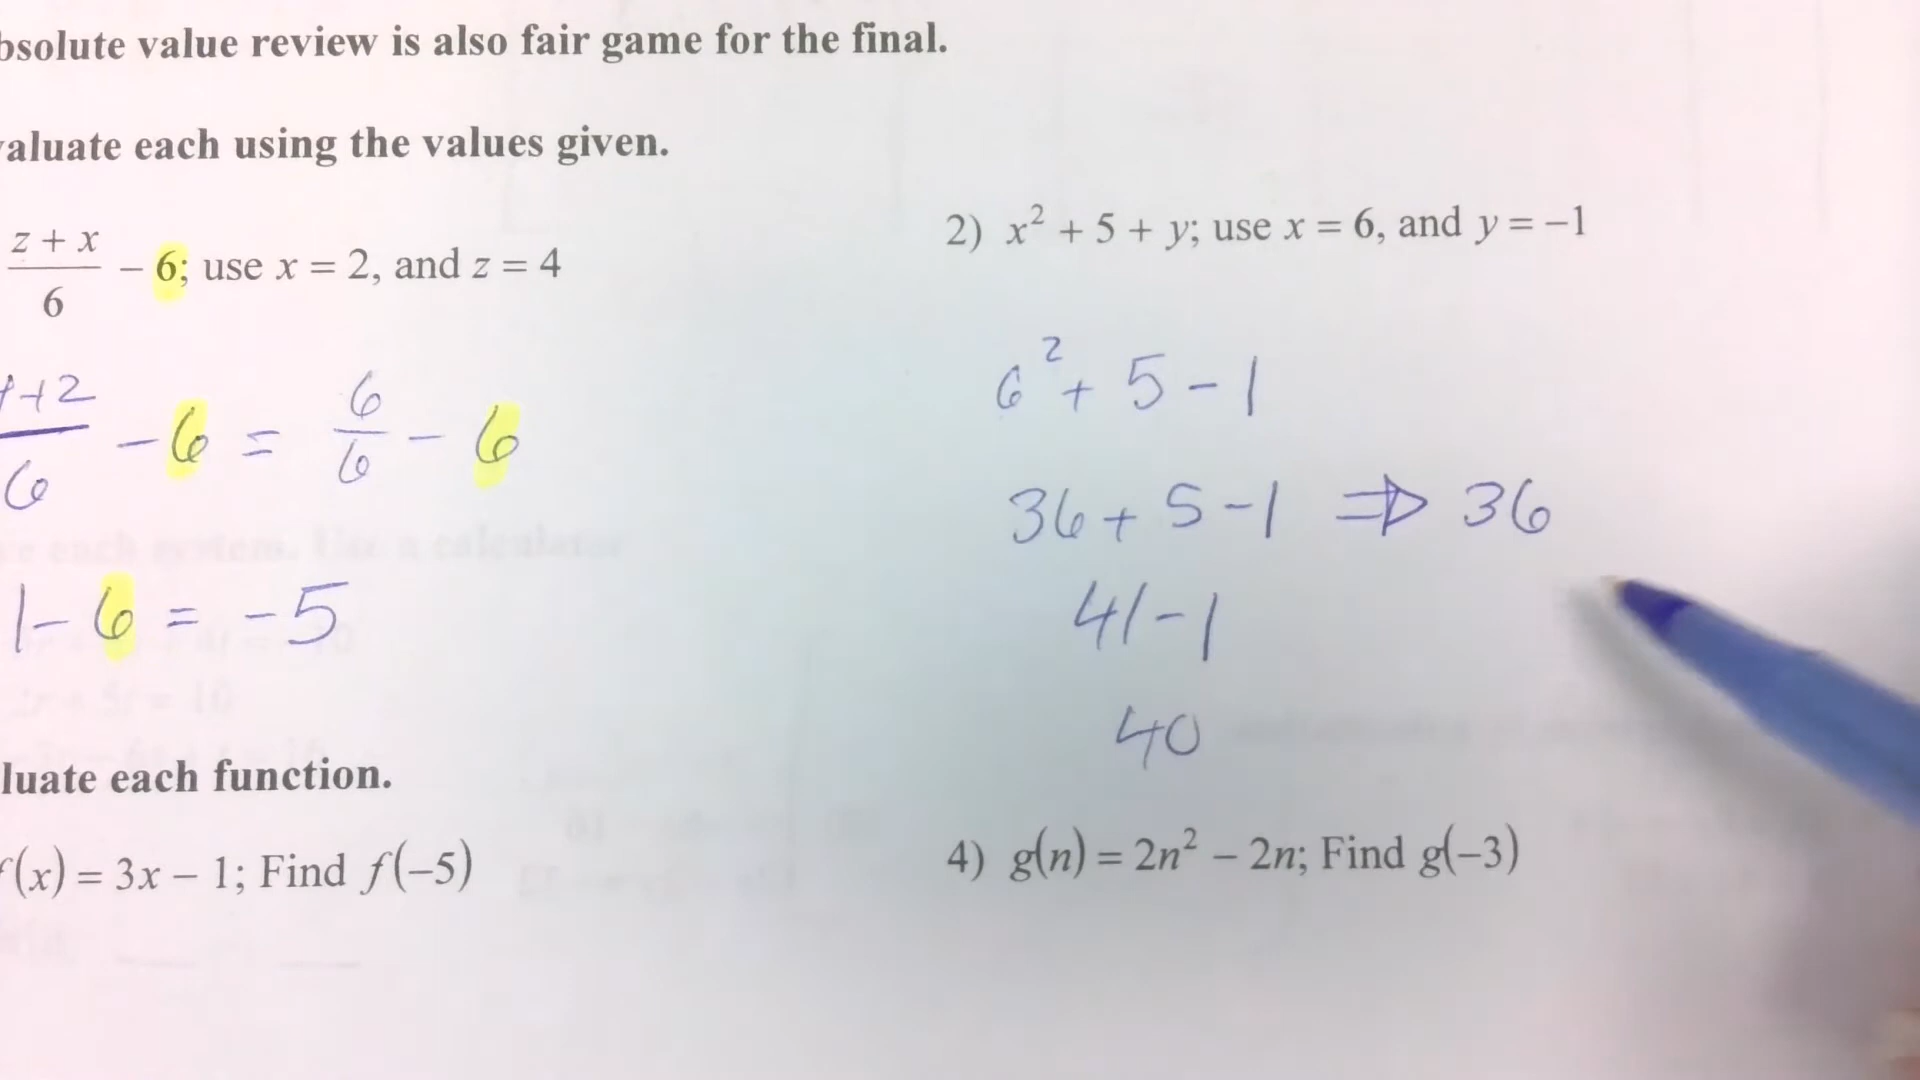 bsolute value review is also fair game for the final.
valuate each using the values given.
z + x
6
– 6; use x = 2, and z = 4
4+2
6
– 6 = 6/6 – 6
1 – 6 = -5
2) x² + 5 + y; use x = 6, and y = –1
6² + 5 – 1
36 + 5 – 1 ⇒ 36
41 – 1
40
luate each function.
f(x) = 3x – 1; Find f(–5)
4) g(n) = 2n² – 2n; Find g(–3)